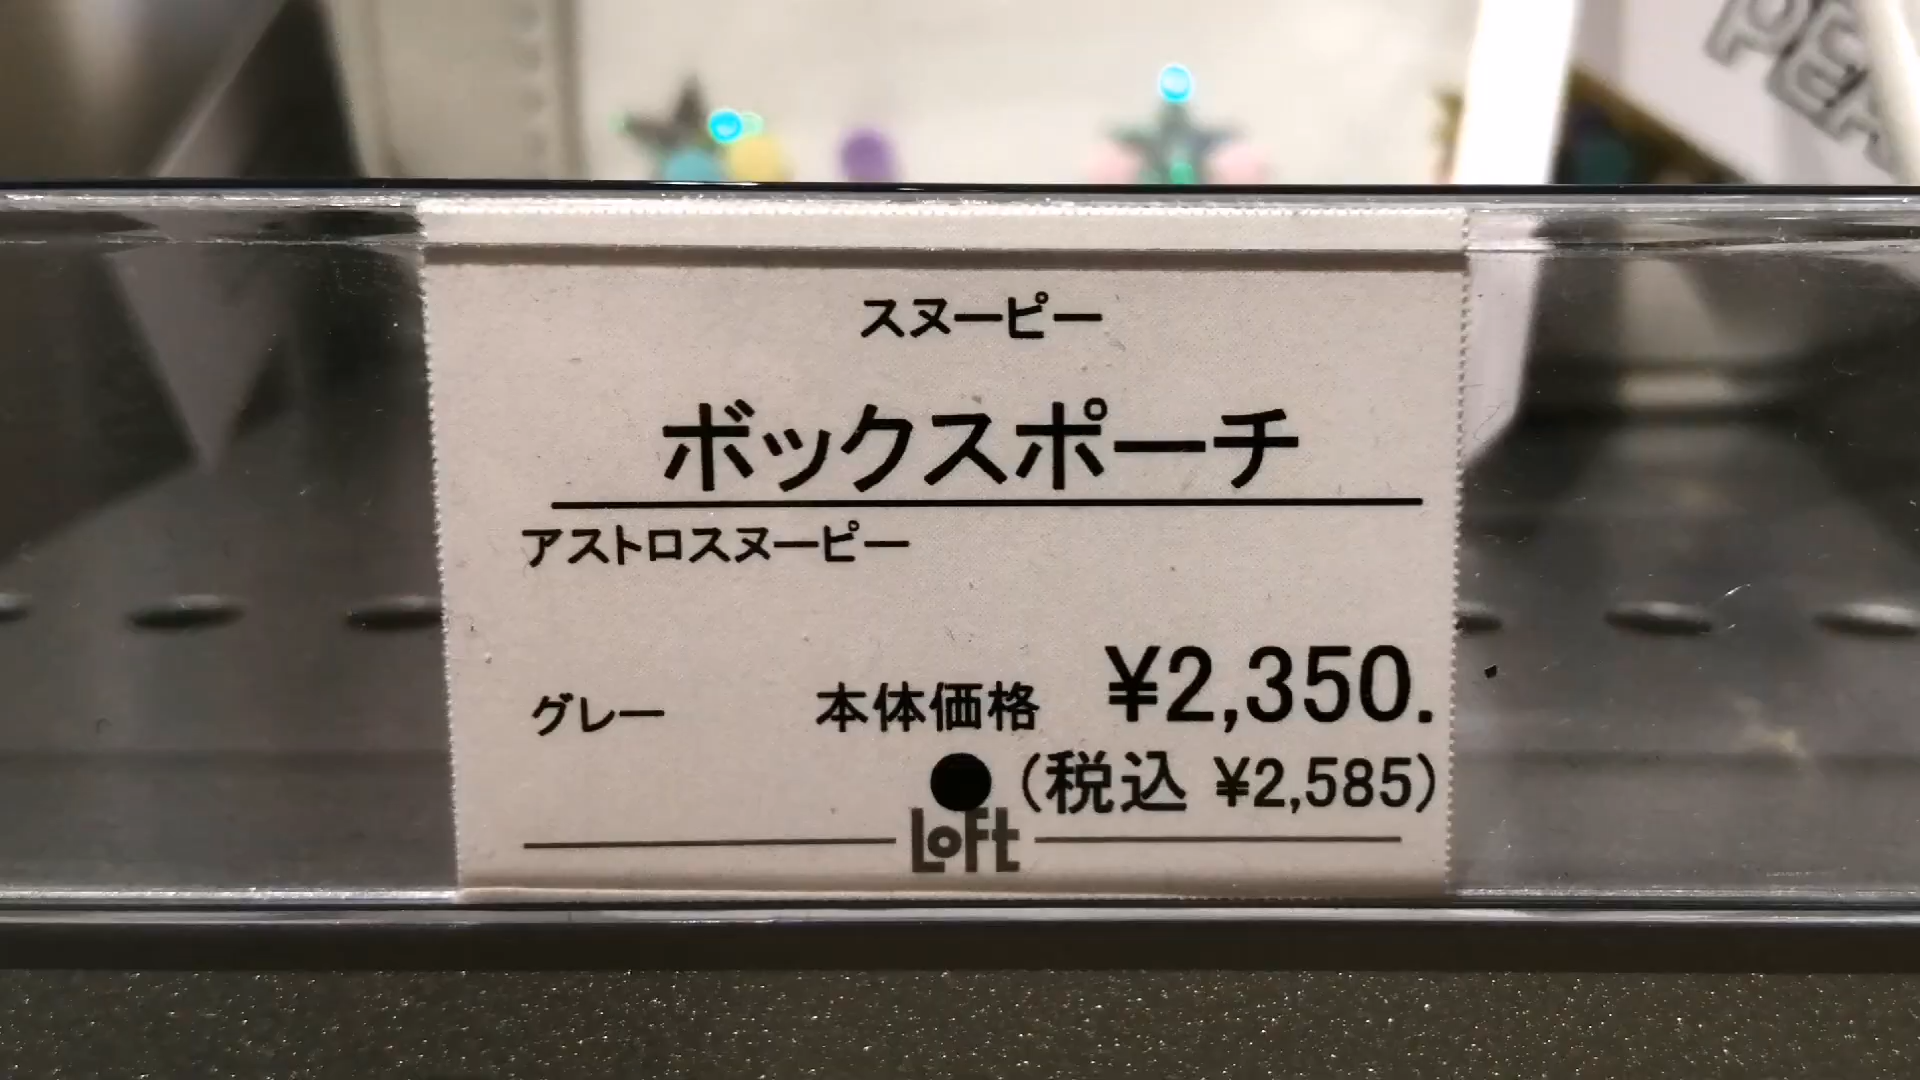 スヌーピー
ボックスポーチ
アストロスヌーピー
グレー 本体価格 ¥2,350.
(税込 ¥2,585)
LoFt